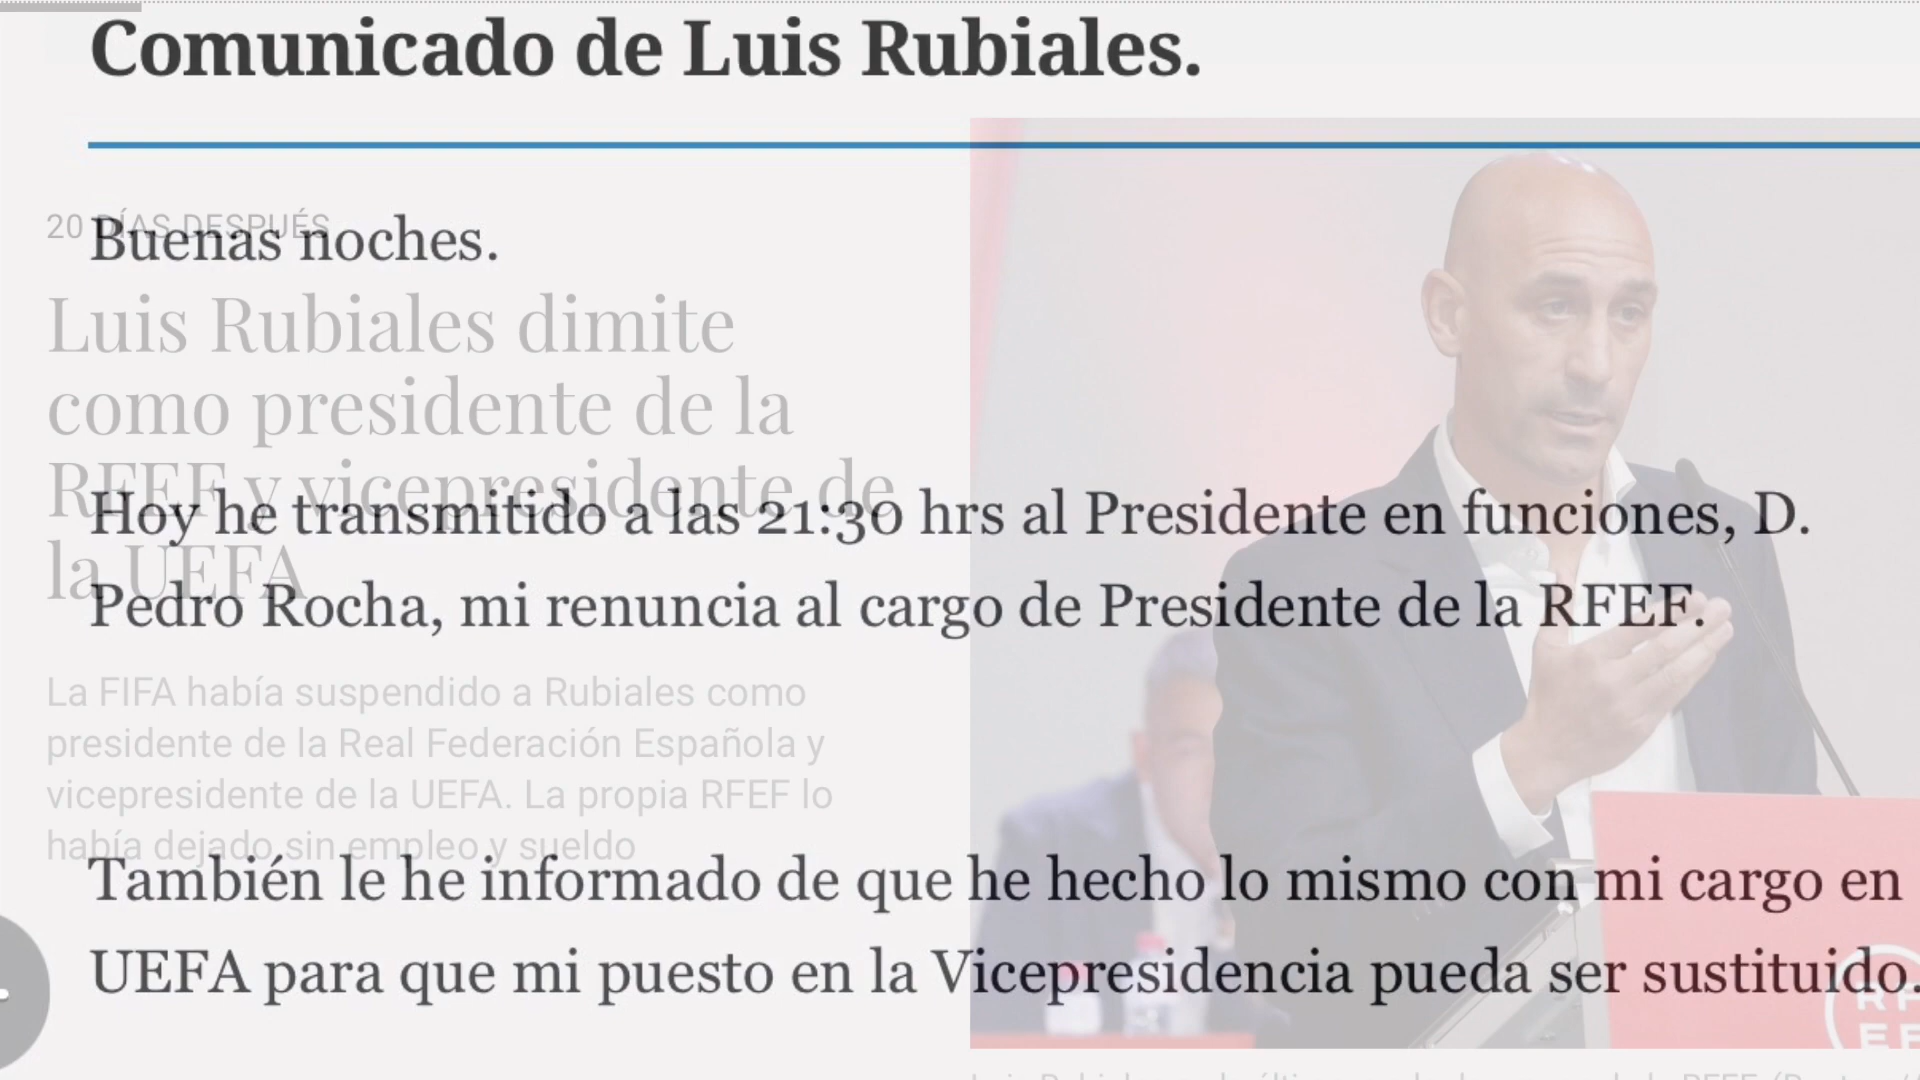 Comunicado de Luis Rubiales.
20 DÍAS DESPUÉS
Buenas noches.
Luis Rubiales dimite
como presidente de la
RFEF y vicepresidente de
la UEFA
Hoy he transmitido a las 21:30 hrs al Presidente en funciones, D.
Pedro Rocha, mi renuncia al cargo de Presidente de la RFEF.
La FIFA había suspendido a Rubiales como
presidente de la Real Federación Española y
vicepresidente de la UEFA. La propia RFEF lo
había dejado sin empleo y sueldo
También le he informado de que he hecho lo mismo con mi cargo en
UEFA para que mi puesto en la Vicepresidencia pueda ser sustituido.
RF
EF